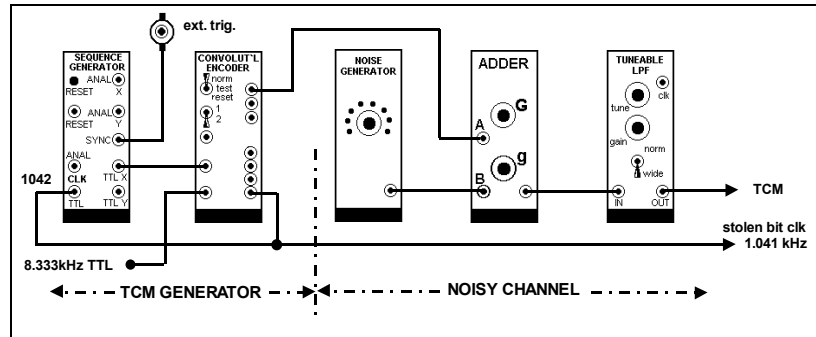 ext. trig.
SEQUENCE
GENERATOR
ANAL
RESET
X
ANAL
RESET
Y
SYNC
ANAL
CLK
TTL X
TTL
TTL Y
1042
8.333kHz TTL
CONVOLUT'L
ENCODER
norm
test
reset
1
2
NOISE
GENERATOR
ADDER
G
A
g
B
TUNEABLE
LPF
clk
tune
gain
norm
wide
IN
OUT
TCM
stolen bit clk
1.041 kHz
TCM GENERATOR
NOISY CHANNEL